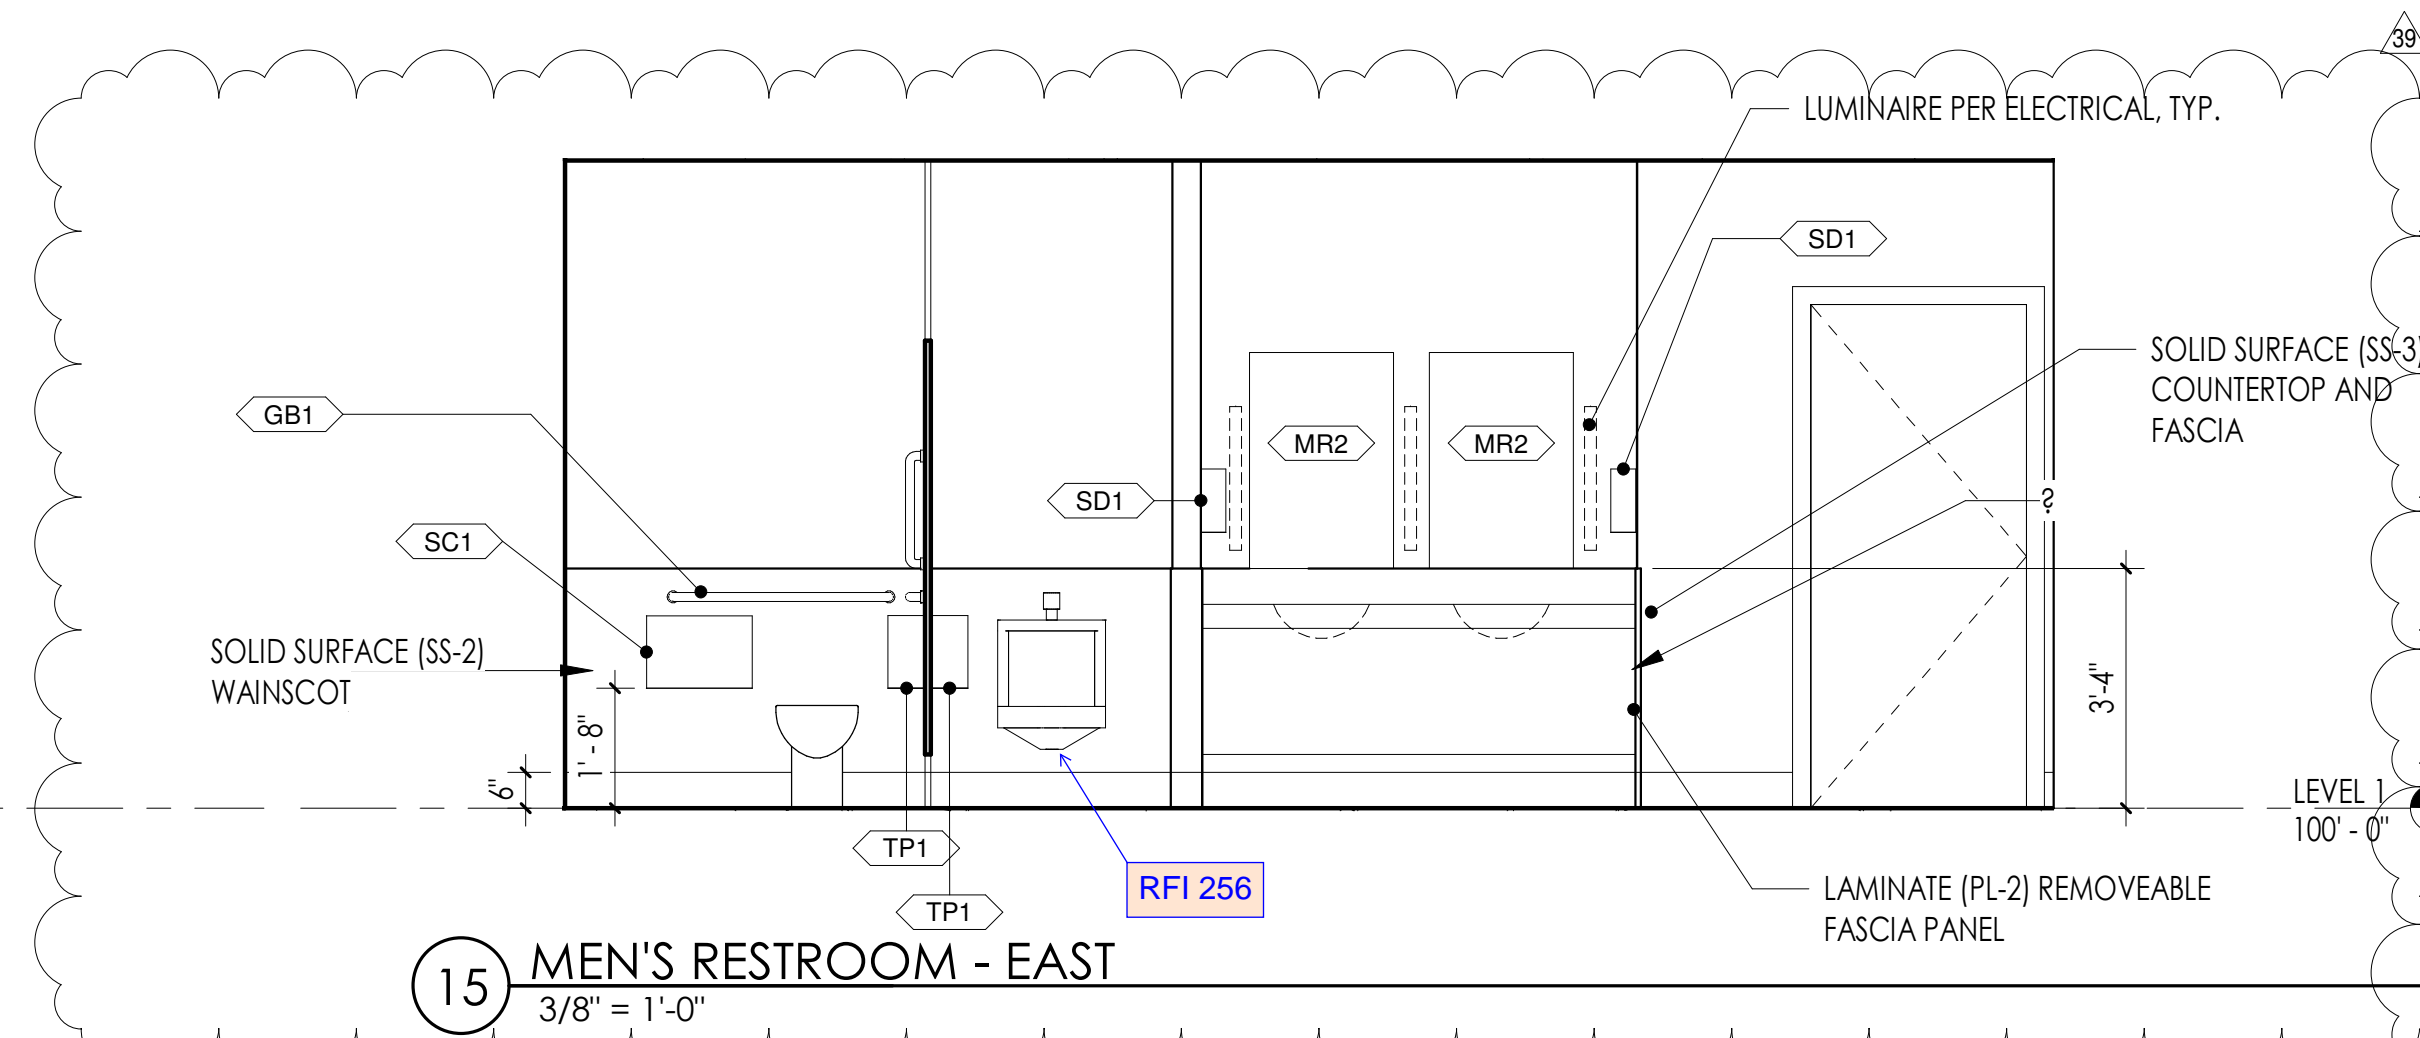 39
LUMINAIRE PER ELECTRICAL, TYP.
SD1
SOLID SURFACE (SS-3)
COUNTERTOP AND
FASCIA
GB1
MR2
MR2
SD1
?
SC1
SOLID SURFACE (SS-2)
WAINSCOT
3'-4"
1' - 8"
6"
LEVEL 1
100' - 0"
TP1
RFI 256
TP1
LAMINATE (PL-2) REMOVEABLE
FASCIA PANEL
15
MEN'S RESTROOM - EAST
3/8" = 1'-0"